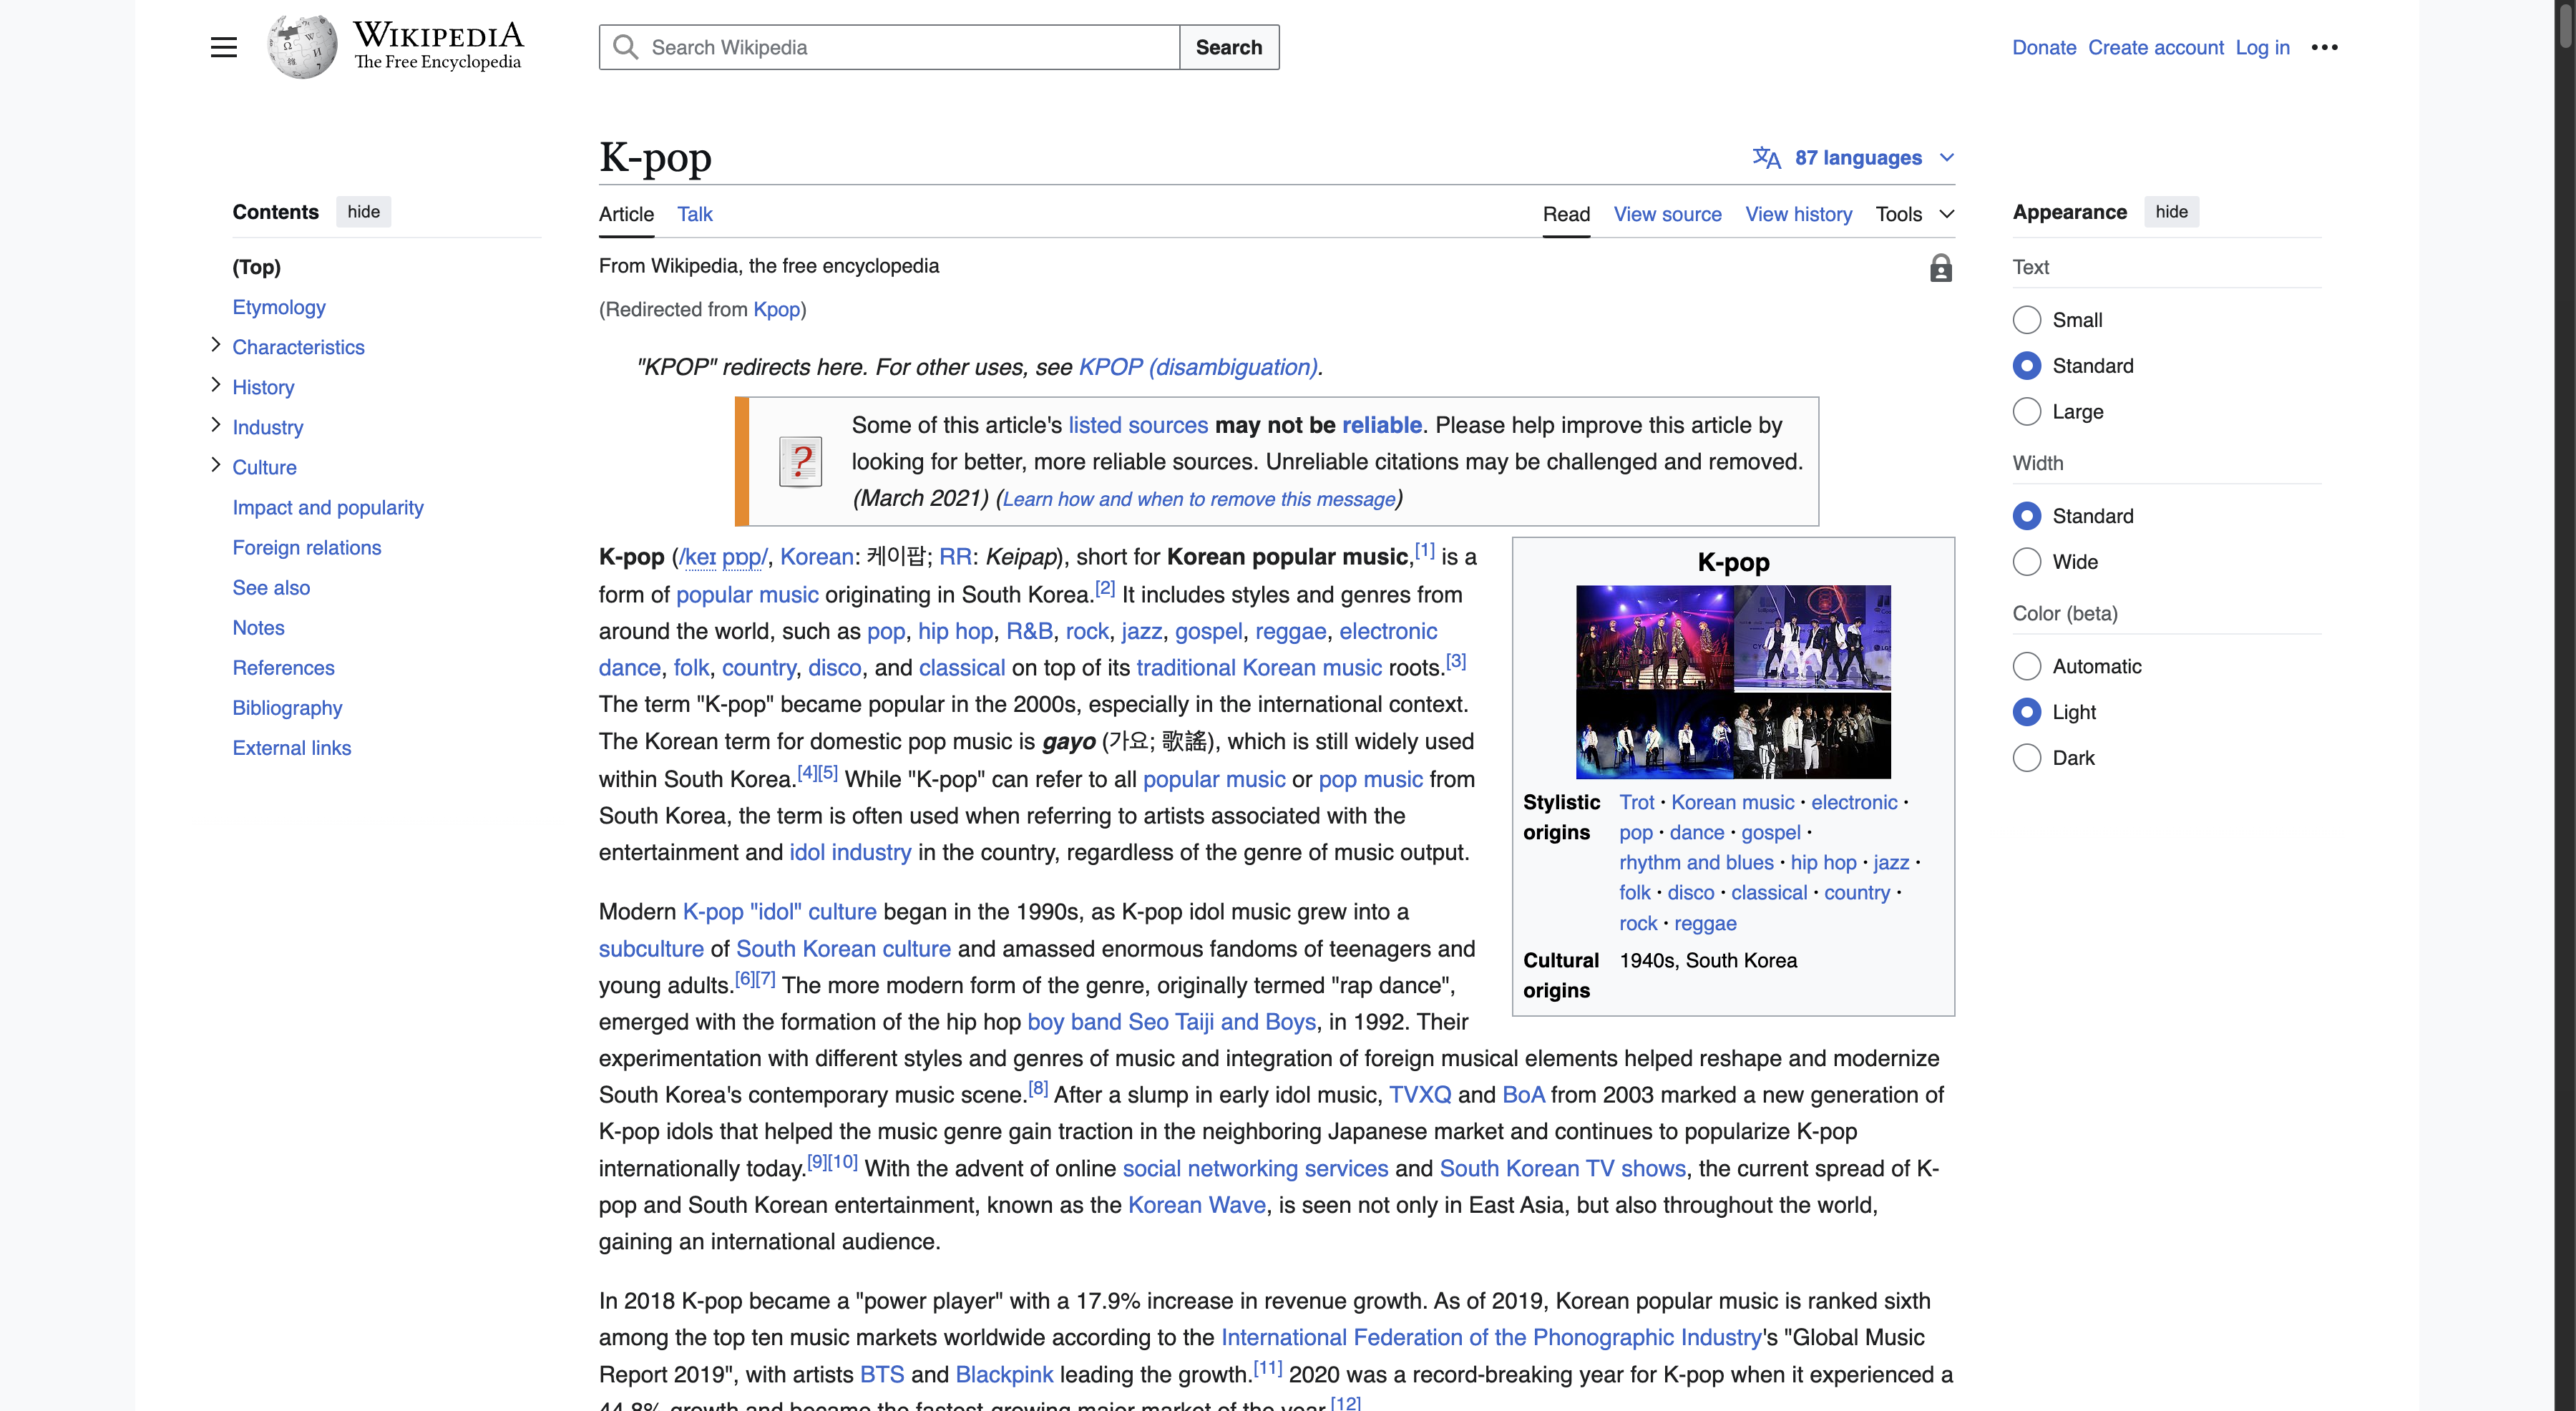 WIKIPEDIA
The Free Encyclopedia
Search Wikipedia
Search
Donate Create account Log in
Contents hide
(Top)
Etymology
Characteristics
History
Industry
Culture
Impact and popularity
Foreign relations
See also
Notes
References
Bibliography
External links
K-pop
87 languages
Article Talk
Read View source View history Tools
From Wikipedia, the free encyclopedia
(Redirected from Kpop)
"KPOP" redirects here. For other uses, see KPOP (disambiguation).
Some of this article's listed sources may not be reliable. Please help improve this article by
looking for better, more reliable sources. Unreliable citations may be challenged and removed.
(March 2021) (Learn how and when to remove this message)
K-pop (/keɪ pɒp/, Korean: 케이팝; RR: Keipap), short for Korean popular music,[1] is a
form of popular music originating in South Korea.[2] It includes styles and genres from
around the world, such as pop, hip hop, R&B, rock, jazz, gospel, reggae, electronic
dance, folk, country, disco, and classical on top of its traditional Korean music roots.[3]
The term "K-pop" became popular in the 2000s, especially in the international context.
The Korean term for domestic pop music is gayo (가요; 歌謠), which is still widely used
within South Korea.[4][5] While "K-pop" can refer to all popular music or pop music from
South Korea, the term is often used when referring to artists associated with the
entertainment and idol industry in the country, regardless of the genre of music output.
Modern K-pop "idol" culture began in the 1990s, as K-pop idol music grew into a
subculture of South Korean culture and amassed enormous fandoms of teenagers and
young adults.[6][7] The more modern form of the genre, originally termed "rap dance",
emerged with the formation of the hip hop boy band Seo Taiji and Boys, in 1992. Their
experimentation with different styles and genres of music and integration of foreign musical elements helped reshape and modernize
South Korea's contemporary music scene.[8] After a slump in early idol music, TVXQ and BoA from 2003 marked a new generation of
K-pop idols that helped the music genre gain traction in the neighboring Japanese market and continues to popularize K-pop
internationally today.[9][10] With the advent of online social networking services and South Korean TV shows, the current spread of K-
pop and South Korean entertainment, known as the Korean Wave, is seen not only in East Asia, but also throughout the world,
gaining an international audience.
In 2018 K-pop became a "power player" with a 17.9% increase in revenue growth. As of 2019, Korean popular music is ranked sixth
among the top ten music markets worldwide according to the International Federation of the Phonographic Industry's "Global Music
Report 2019", with artists BTS and Blackpink leading the growth.[11] 2020 was a record-breaking year for K-pop when it experienced a
44.8% growth and became the fastest-growing major market of the year.[12]
K-pop
Stylistic origins
Trot · Korean music · electronic ·
pop · dance · gospel ·
rhythm and blues · hip hop · jazz ·
folk · disco · classical · country ·
rock · reggae
Cultural origins
1940s, South Korea
Appearance hide
Text
Small
Standard
Large
Width
Standard
Wide
Color (beta)
Automatic
Light
Dark